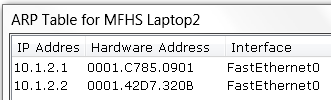 ARP Table for MFHS Laptop2
IP Addres Hardware Address Interface
10.1.2.1 0001.C785.0901 FastEthernet0
10.1.2.2 0001.42D7.320B FastEthernet0